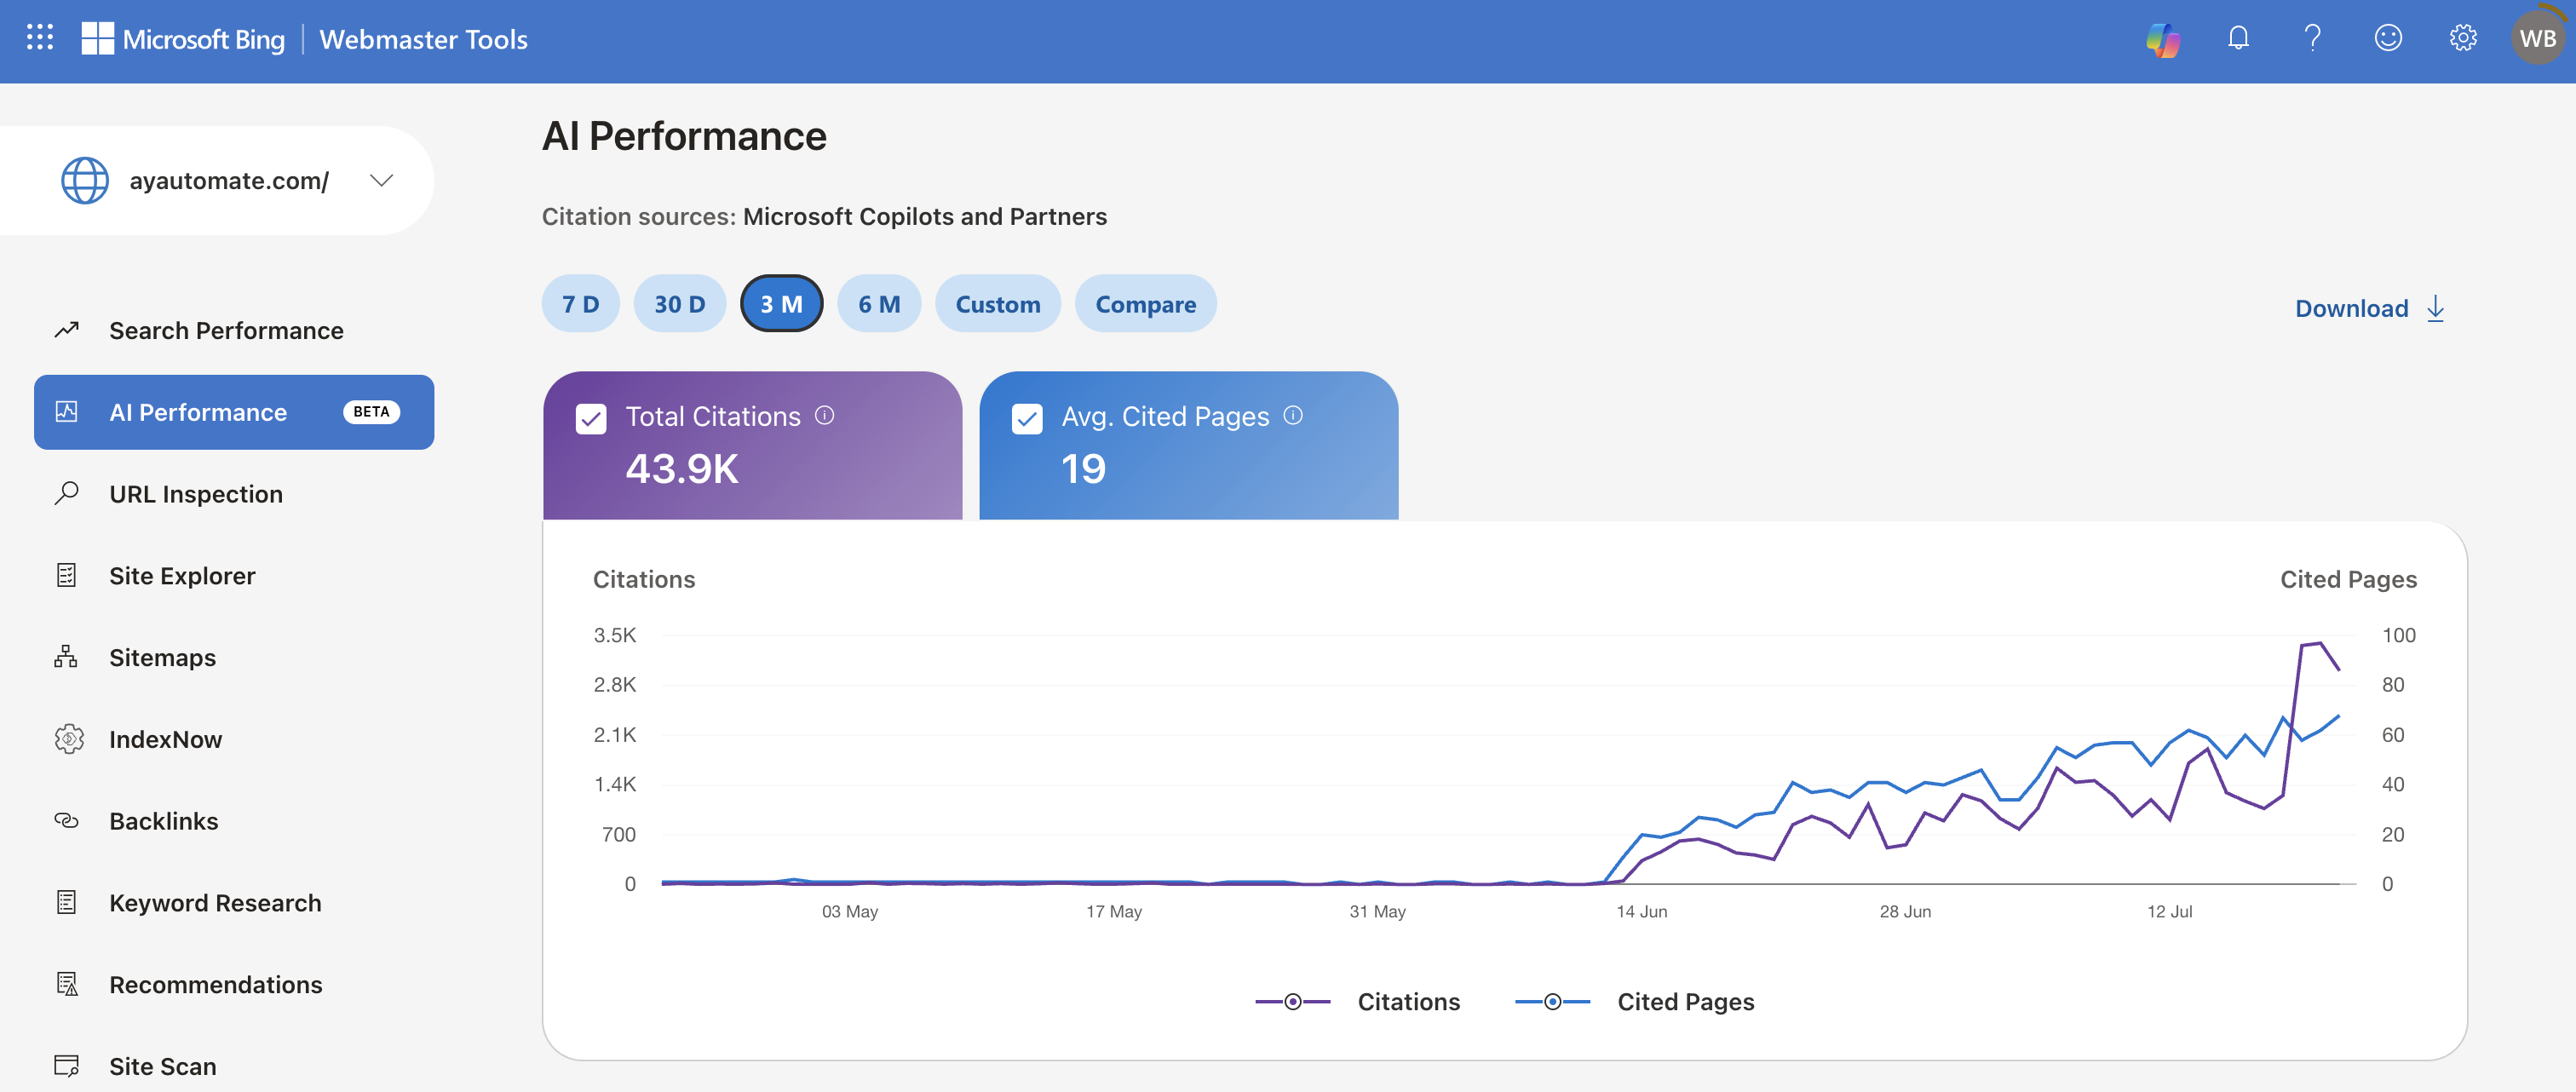 Microsoft Bing | Webmaster Tools
WB
ayautomate.com/
Search Performance
AI Performance BETA
URL Inspection
Site Explorer
Sitemaps
IndexNow
Backlinks
Keyword Research
Recommendations
Site Scan
AI Performance
Citation sources: Microsoft Copilots and Partners
7 D 30 D 3 M 6 M Custom Compare
Download
Total Citations
43.9K
Avg. Cited Pages
19
Citations
Cited Pages
3.5K 100
2.8K 80
2.1K 60
1.4K 40
700 20
0 0
03 May 17 May 31 May 14 Jun 28 Jun 12 Jul
Citations Cited Pages